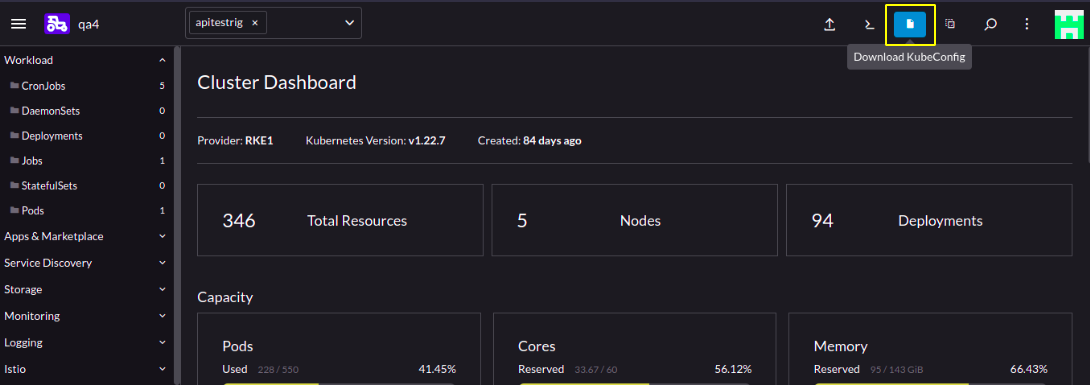 qa4
apitestrig ×
Download KubeConfig
Workload
CronJobs 5
DaemonSets 0
Deployments 0
Jobs 1
StatefulSets 0
Pods 1
Apps & Marketplace
Service Discovery
Storage
Monitoring
Logging
Istio
Cluster Dashboard
Provider: RKE1 Kubernetes Version: v1.22.7 Created: 84 days ago
346 Total Resources
5 Nodes
94 Deployments
Capacity
Pods
Used 228 / 550 41.45%
Cores
Reserved 33.67 / 60 56.12%
Memory
Reserved 95 / 143 GiB 66.43%